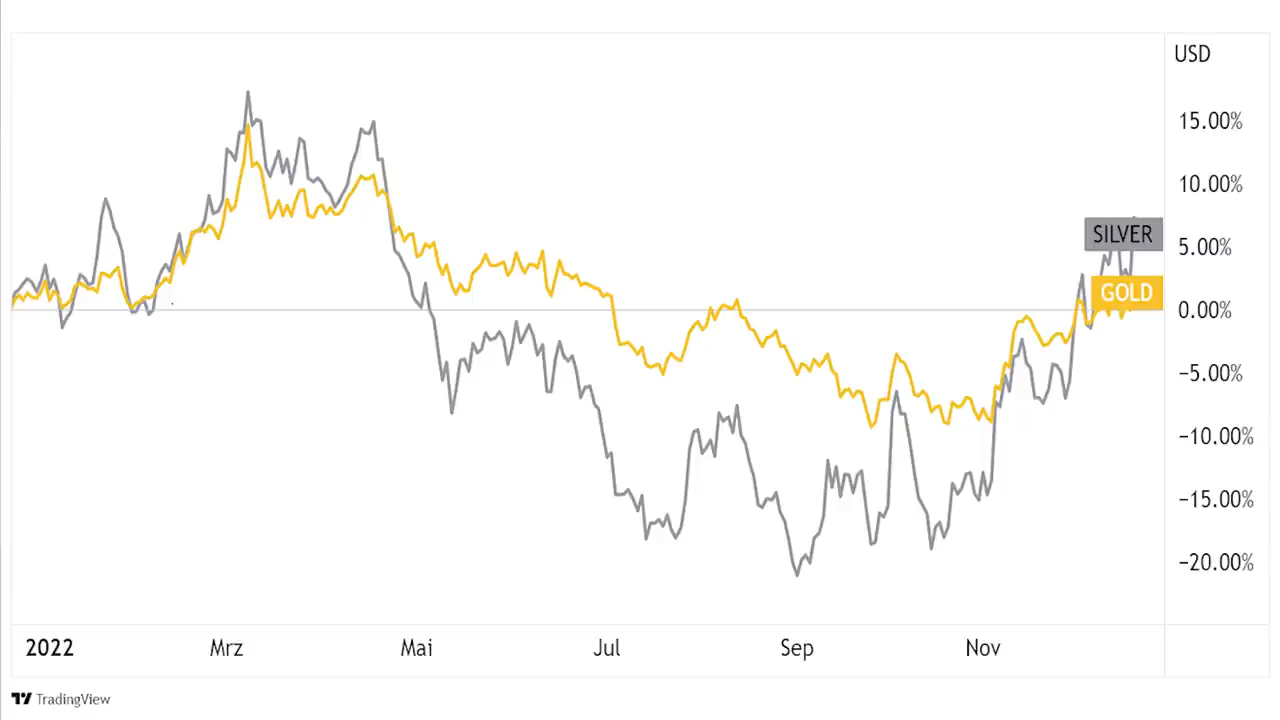 USD
15.00%
10.00%
SILVER
5.00%
GOLD
0.00%
−5.00%
−10.00%
−15.00%
−20.00%
2022 Mrz Mai Jul Sep Nov
TradingView